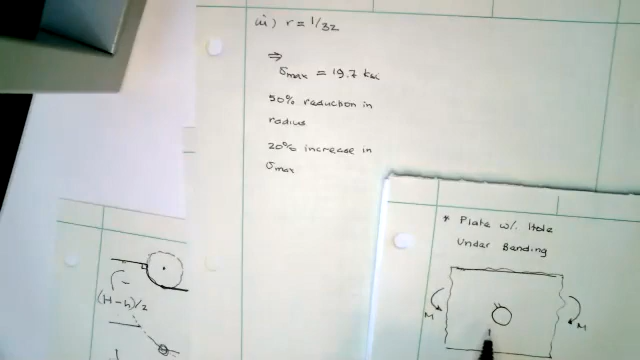 iii) r = 1/32
⇒
σmax = 19.7 ksi
50% reduction in
radius
20% increase in
σmax
(H-h)/2
* Plate w/. Hole
Under Bending
M
M